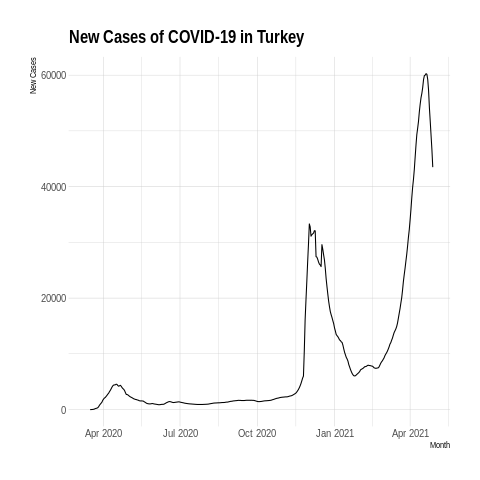 New Cases of COVID-19 in Turkey
New Cases
60000
40000
20000
0
Apr 2020 Jul 2020 Oct 2020 Jan 2021 Apr 2021
Month